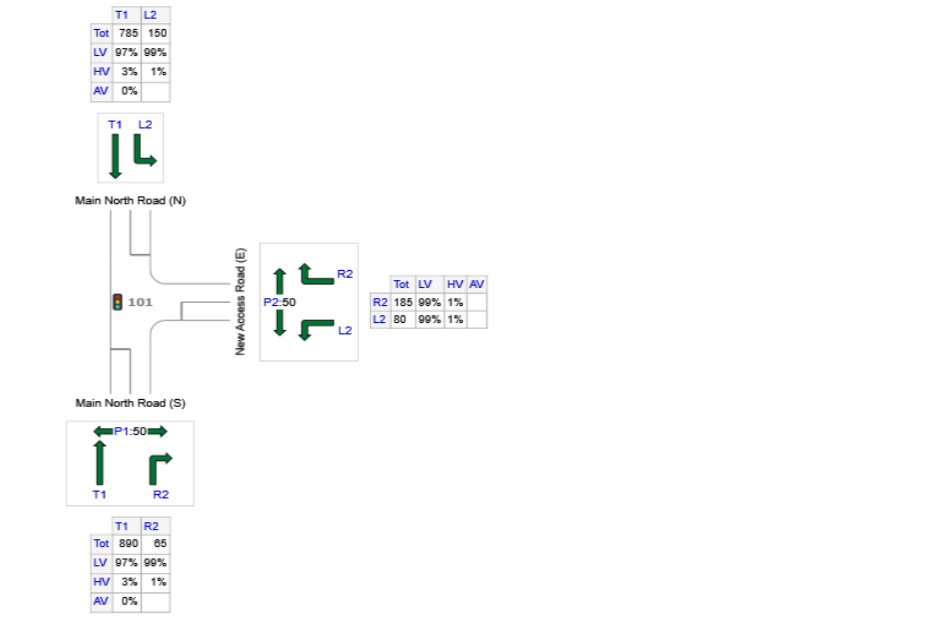 T1 L2
Tot 785 150
LV 97% 99%
HV 3% 1%
AV 0%
T1 L2
Main North Road (N)
101
New Access Road (E)
R2
P2:50
L2
Tot LV HV AV
R2 185 99% 1%
L2 80 99% 1%
Main North Road (S)
P1:50
T1 R2
T1 R2
Tot 890 65
LV 97% 99%
HV 3% 1%
AV 0%